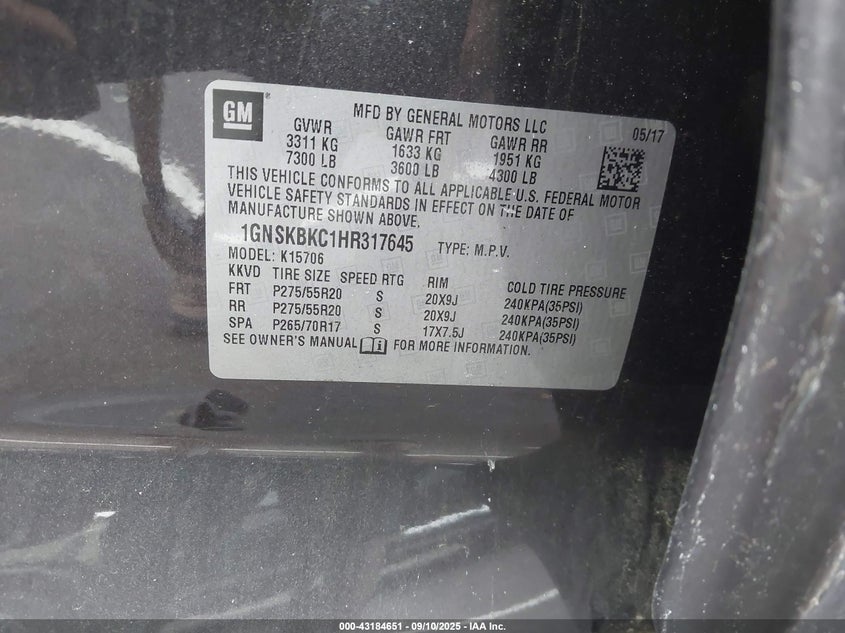 GM®
MFD BY GENERAL MOTORS LLC
05/17
GVWR GAWR FRT GAWR RR
3311 KG 1633 KG 1951 KG
7300 LB 3600 LB 4300 LB
THIS VEHICLE CONFORMS TO ALL APPLICABLE U.S. FEDERAL MOTOR
VEHICLE SAFETY STANDARDS IN EFFECT ON THE DATE OF
MANUFACTURE SHOWN ABOVE.
1GNSKBKC1HR317645 TYPE: M.P.V.
MODEL: K15706
KKVD TIRE SIZE SPEED RTG RIM COLD TIRE PRESSURE
FRT P275/55R20 S 20X9J 240KPA(35PSI)
RR P275/55R20 S 20X9J 240KPA(35PSI)
SPA P265/70R17 S 17X7.5J 240KPA(35PSI)
SEE OWNER'S MANUAL FOR MORE INFORMATION.
000-43184651 - 09/10/2025 - IAA Inc.